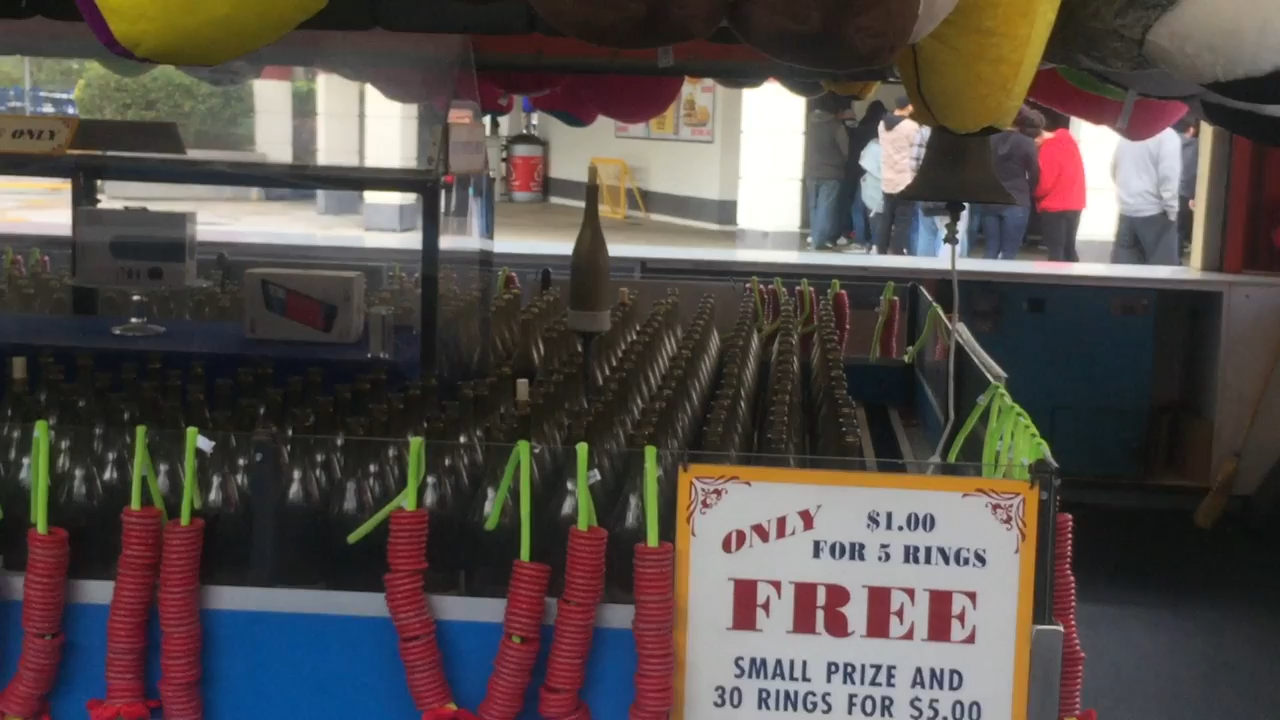 ONLY
ONLY $1.00
FOR 5 RINGS
FREE
SMALL PRIZE AND
30 RINGS FOR $5.00